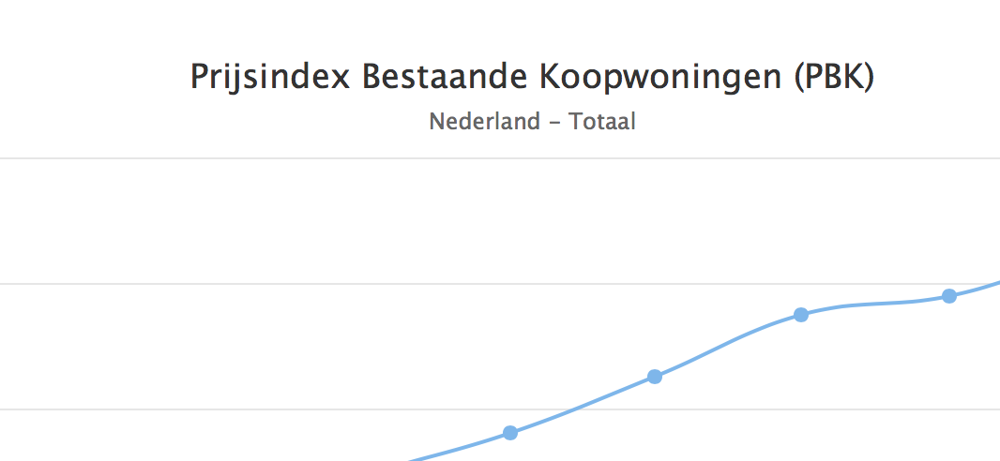 Prijsindex Bestaande Koopwoningen (PBK)
Nederland – Totaal